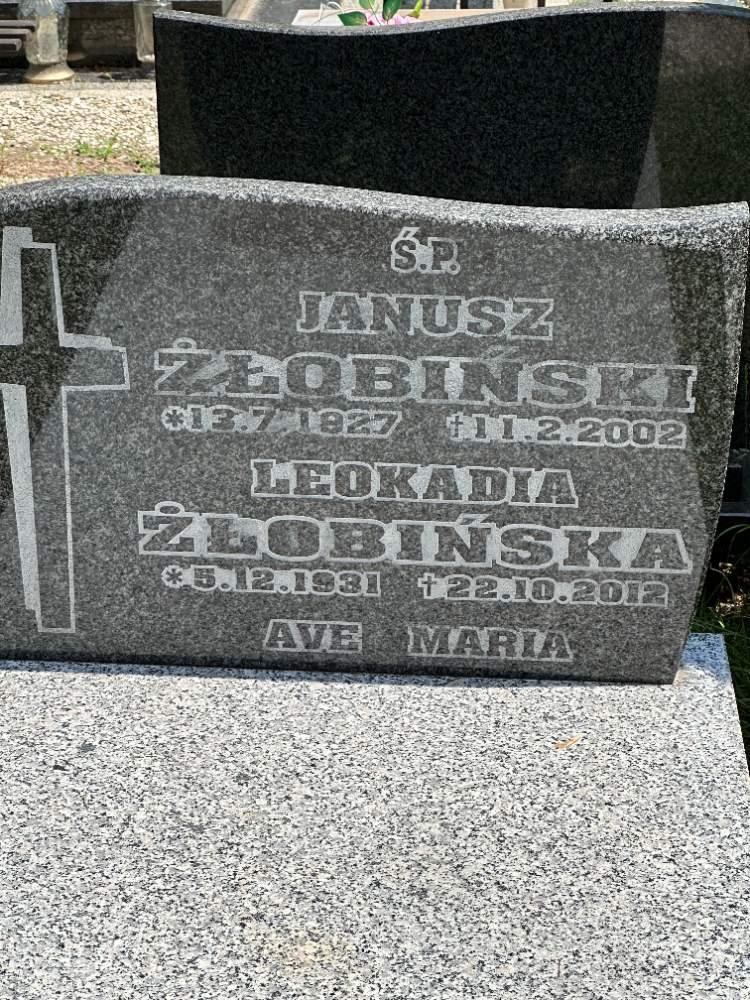 Ś.P.
JANUSZ
ŻŁOBIŃSKI
*13.7.1927 †11.2.2002
LEOKADIA
ŻŁOBIŃSKA
*5.12.1931 †22.10.2012
AVE MARIA